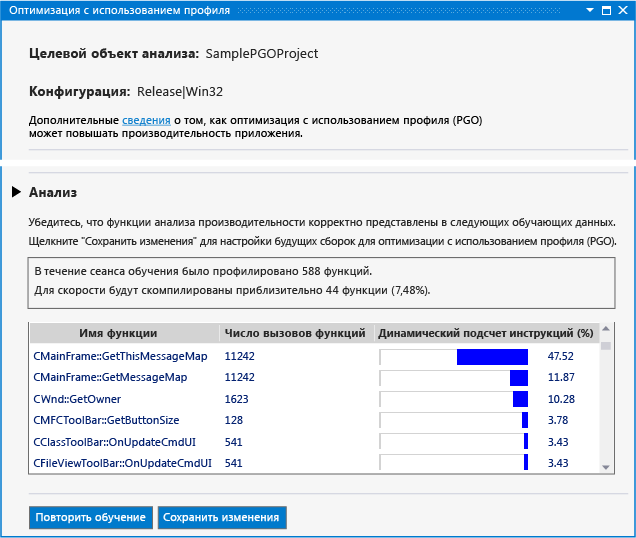 Оптимизация с использованием профиля
Целевой объект анализа: SamplePGOProject
Конфигурация: Release|Win32
Дополнительные сведения о том, как оптимизация с использованием профиля (PGO)
может повышать производительность приложения.
Анализ
Убедитесь, что функции анализа производительности корректно представлены в следующих обучающих данных.
Щелкните "Сохранить изменения" для настройки будущих сборок для оптимизации с использованием профиля (PGO).
В течение сеанса обучения было профилировано 588 функций.
Для скорости будут скомпилированы приблизительно 44 функции (7,48%).
Имя функции Число вызовов функций Динамический подсчет инструкций (%)
CMainFrame::GetThisMessageMap 11242 47.52
CMainFrame::GetMessageMap 11242 11.87
CWnd::GetOwner 1623 10.28
CMFCToolBar::GetButtonSize 128 3.78
CClassToolBar::OnUpdateCmdUI 541 3.43
CFileViewToolBar::OnUpdateCmdUI 541 3.43
Повторить обучение Сохранить изменения